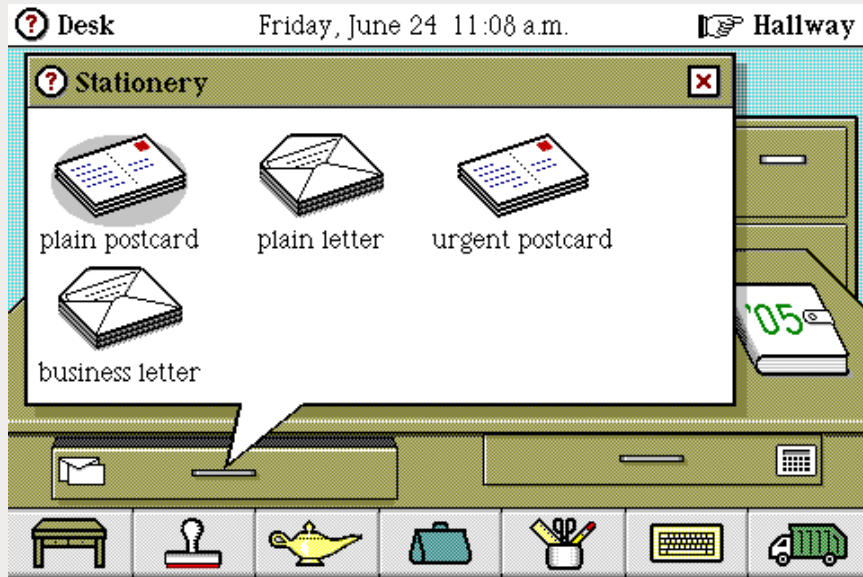 Desk
Friday, June 24 11:08 a.m.
Hallway
Stationery
plain postcard
plain letter
urgent postcard
business letter
'05